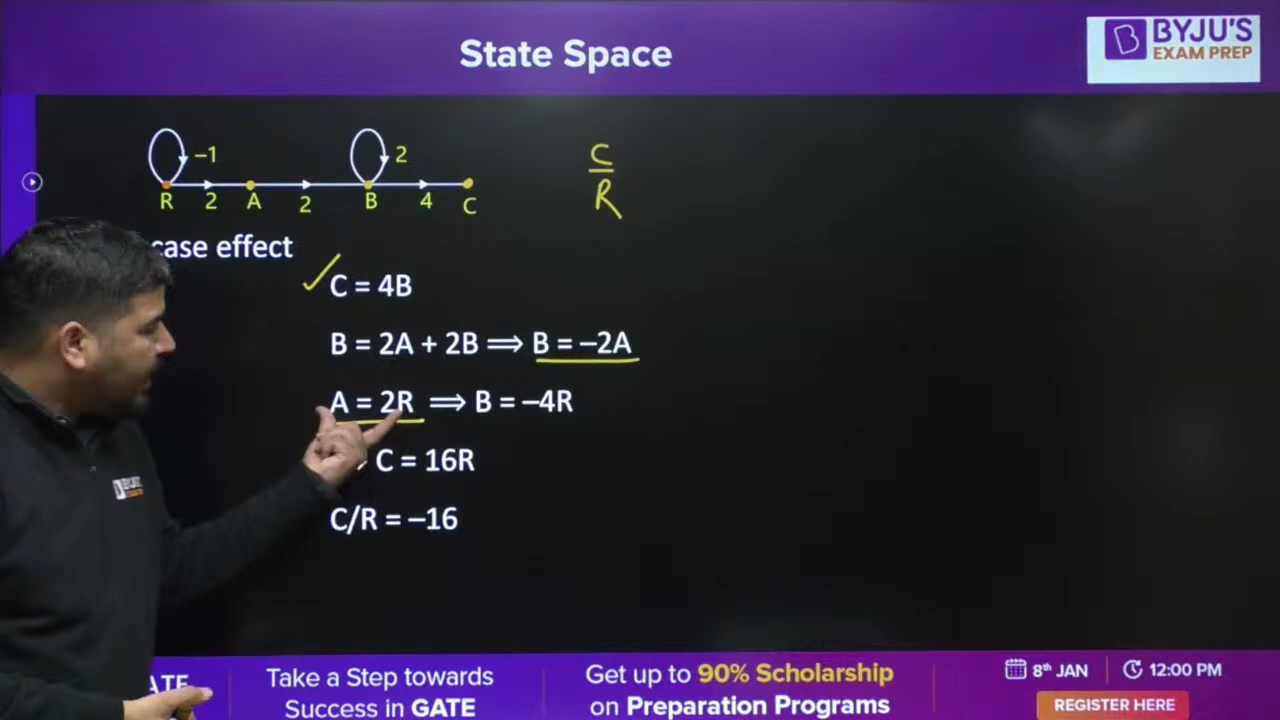 State Space
BYJU'S
EXAM PREP
–1
2
R 2 A 2 B 4 C
C
R
case effect
C = 4B
B = 2A + 2B ⟹ B = –2A
A = 2R ⟹ B = –4R
C = 16R
C/R = –16
Take a Step towards
Success in GATE
Get up to 90% Scholarship
on Preparation Programs
8th JAN
12:00 PM
REGISTER HERE